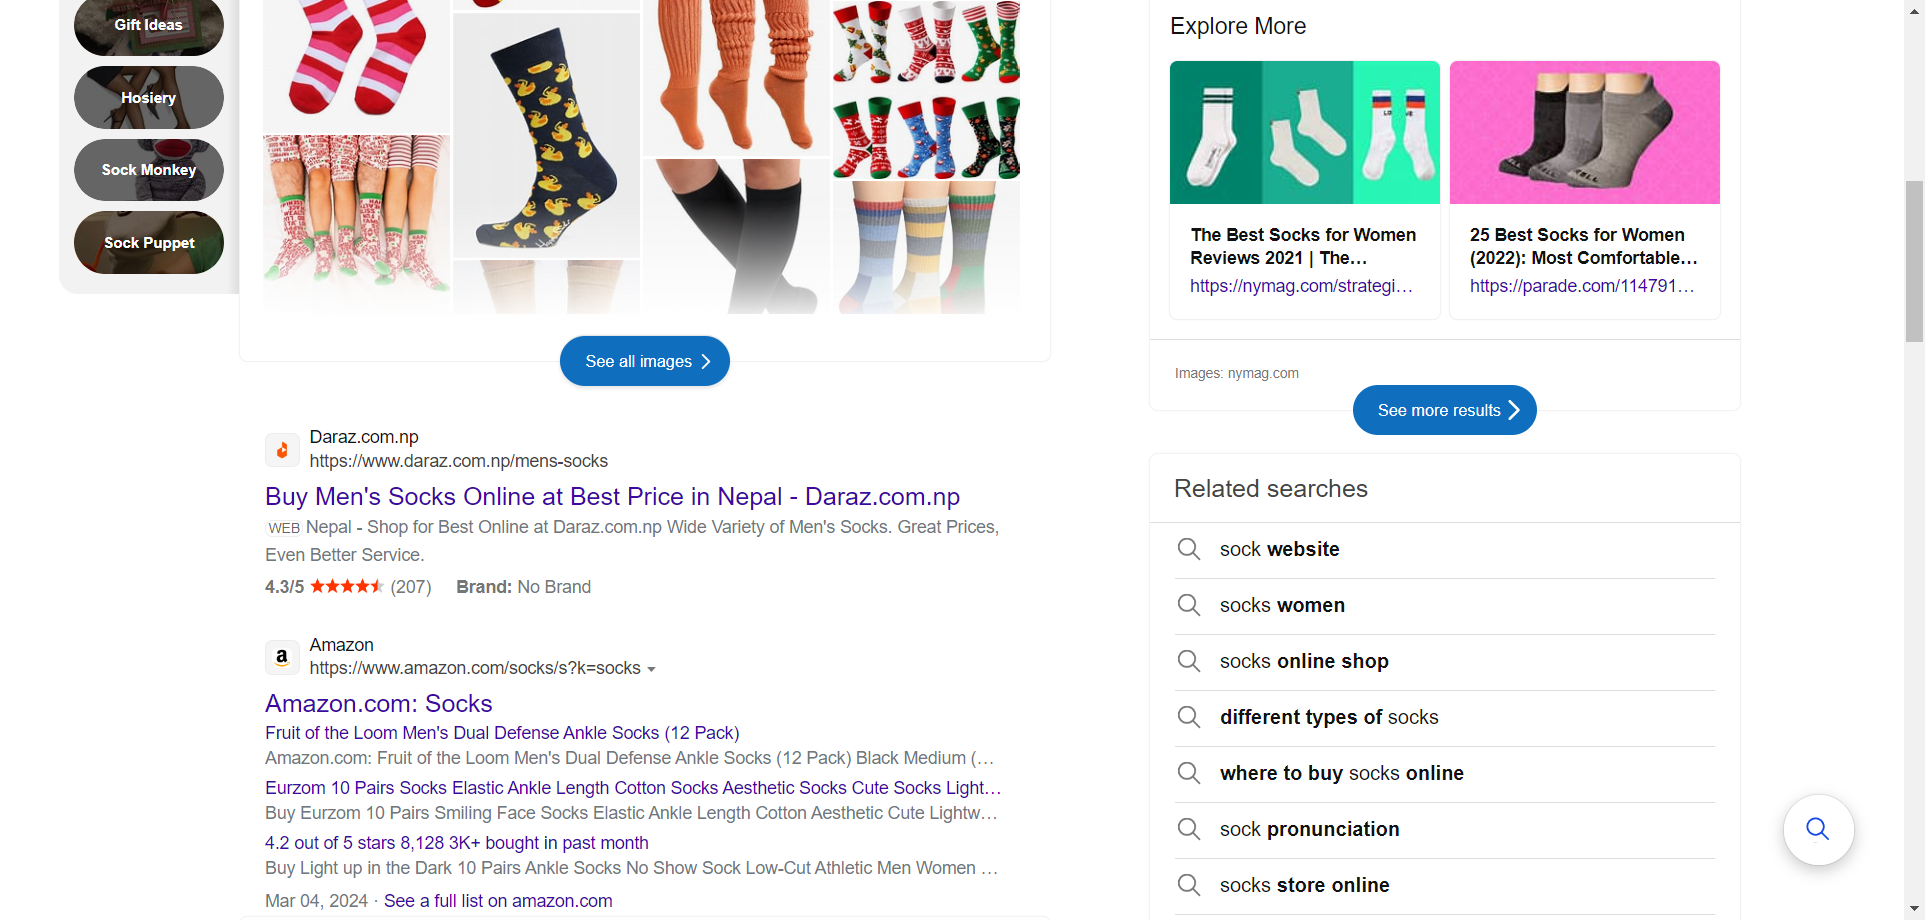 Gift Ideas
Hosiery
Sock Monkey
Sock Puppet
See all images
Daraz.com.np
https://www.daraz.com.np/mens-socks
Buy Men's Socks Online at Best Price in Nepal - Daraz.com.np
WEB Nepal - Shop for Best Online at Daraz.com.np Wide Variety of Men's Socks. Great Prices,
Even Better Service.
4.3/5 (207) Brand: No Brand
a
Amazon
https://www.amazon.com/socks/s?k=socks
Amazon.com: Socks
Fruit of the Loom Men's Dual Defense Ankle Socks (12 Pack)
Amazon.com: Fruit of the Loom Men's Dual Defense Ankle Socks (12 Pack) Black Medium (…
Eurzom 10 Pairs Socks Elastic Ankle Length Cotton Socks Aesthetic Socks Cute Socks Light…
Buy Eurzom 10 Pairs Smiling Face Socks Elastic Ankle Length Cotton Aesthetic Cute Lightw…
4.2 out of 5 stars 8,128 3K+ bought in past month
Buy Light up in the Dark 10 Pairs Ankle Socks No Show Sock Low-Cut Athletic Men Women …
Mar 04, 2024 · See a full list on amazon.com
Explore More
The Best Socks for Women
Reviews 2021 | The…
https://nymag.com/strategi…
25 Best Socks for Women
(2022): Most Comfortable…
https://parade.com/114791…
Images: nymag.com
See more results
Related searches
sock website
socks women
socks online shop
different types of socks
where to buy socks online
sock pronunciation
socks store online